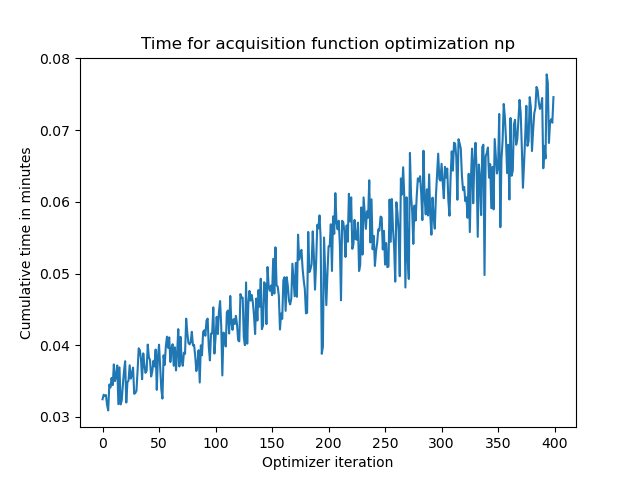 Time for acquisition function optimization np
0.08
0.07
0.06
0.05
0.04
0.03
Cumulative time in minutes
0 50 100 150 200 250 300 350 400
Optimizer iteration